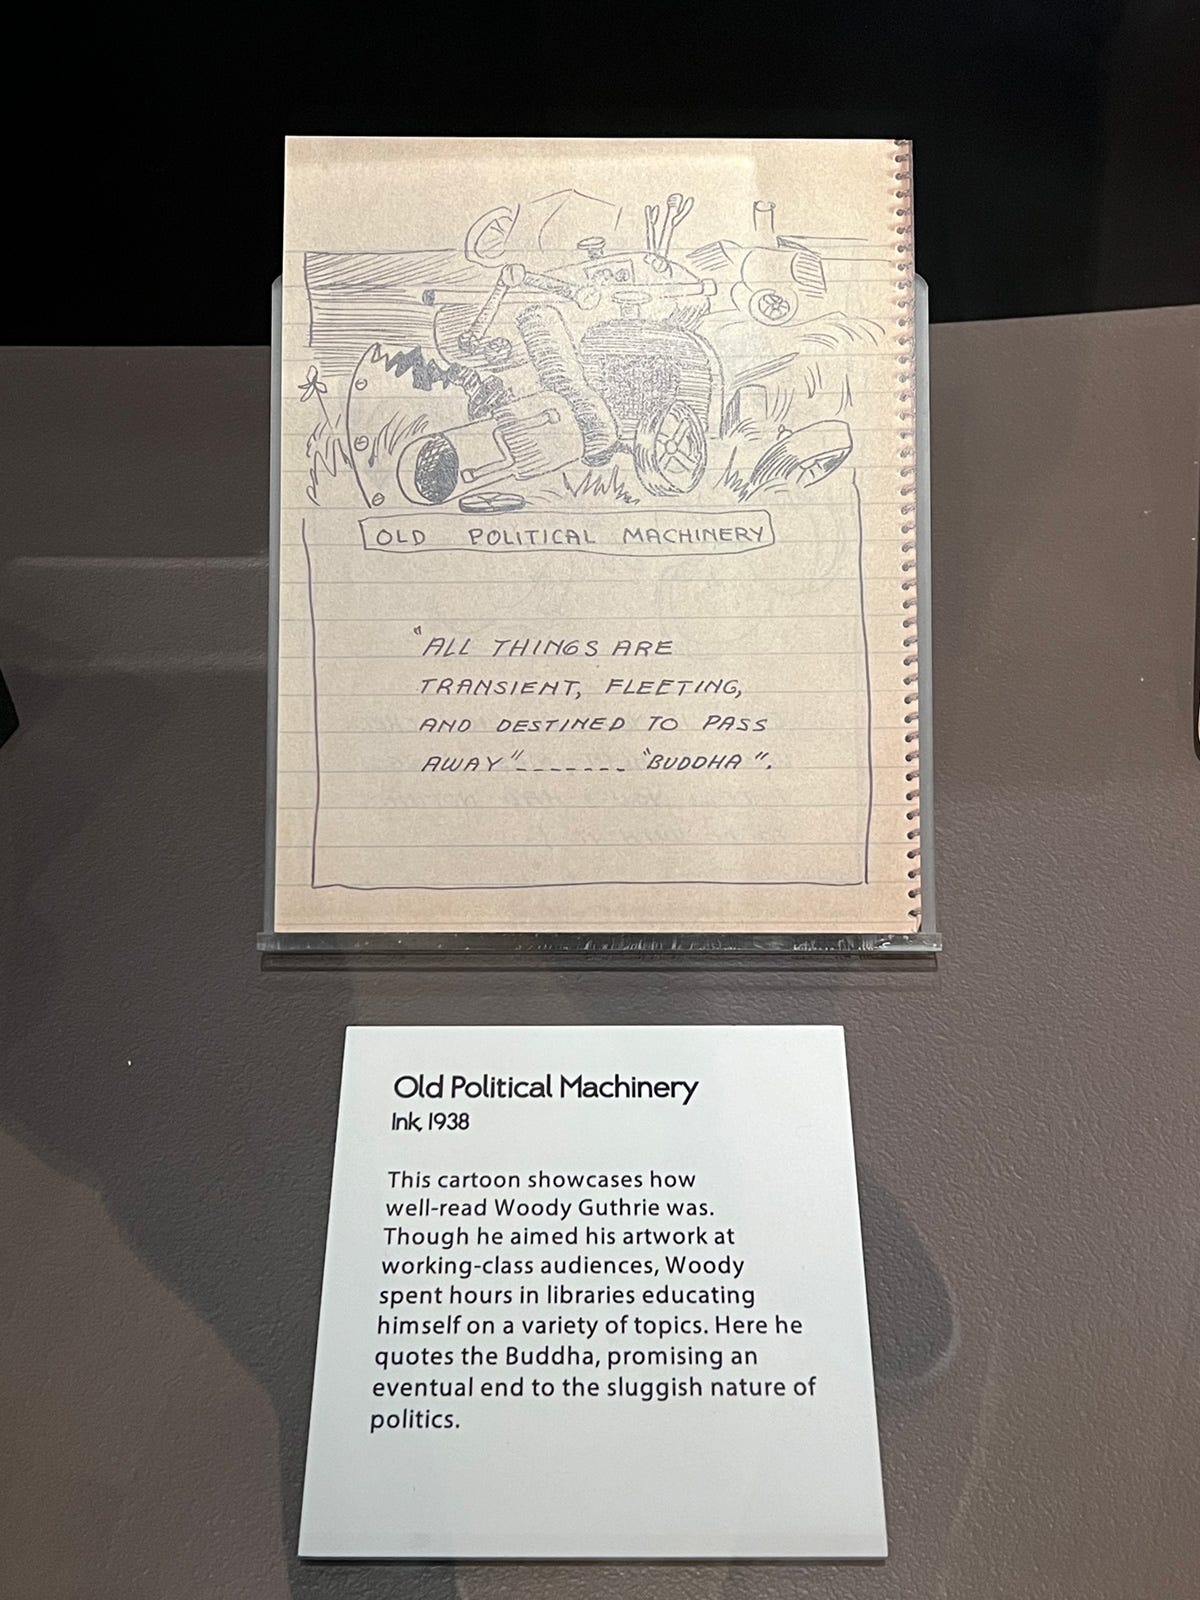 OLD POLITICAL MACHINERY
"ALL THINGS ARE
TRANSIENT, FLEETING,
AND DESTINED TO PASS
AWAY"------- "BUDDHA".
Old Political Machinery
Ink, 1938
This cartoon showcases how
well-read Woody Guthrie was.
Though he aimed his artwork at
working-class audiences, Woody
spent hours in libraries educating
himself on a variety of topics. Here he
quotes the Buddha, promising an
eventual end to the sluggish nature of
politics.